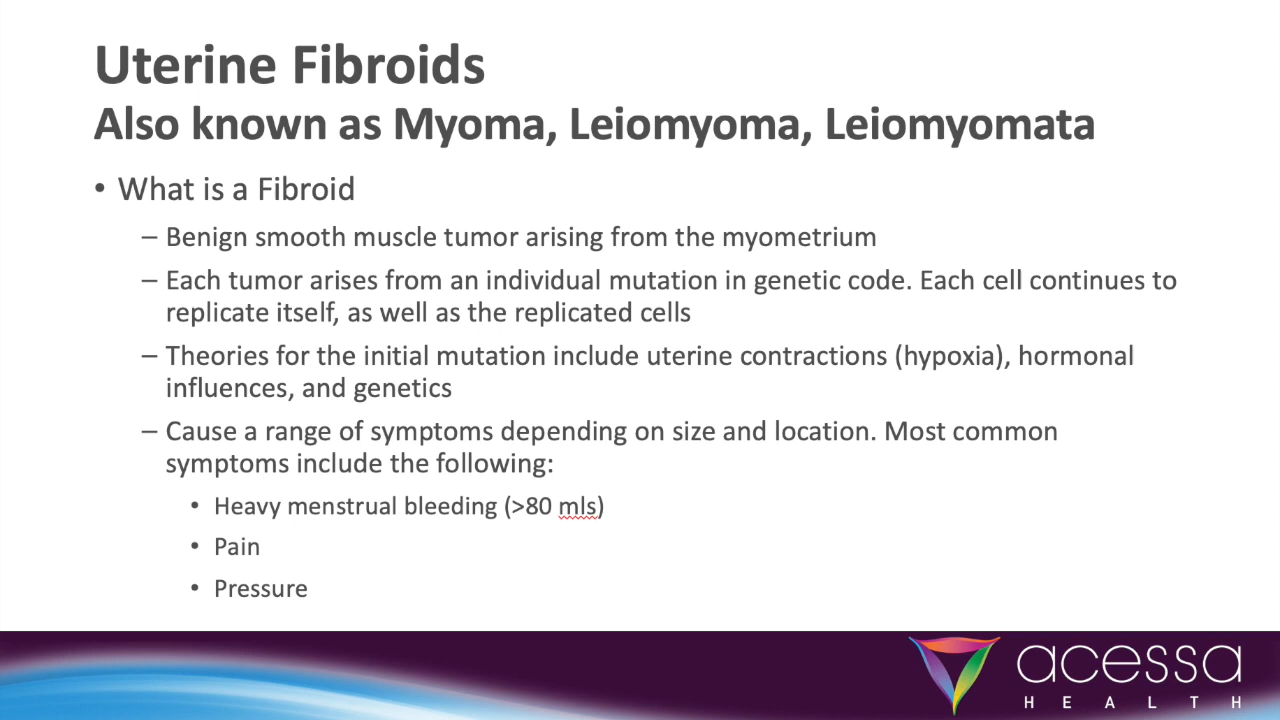 Uterine Fibroids
Also known as Myoma, Leiomyoma, Leiomyomata
• What is a Fibroid
– Benign smooth muscle tumor arising from the myometrium
– Each tumor arises from an individual mutation in genetic code. Each cell continues to
replicate itself, as well as the replicated cells
– Theories for the initial mutation include uterine contractions (hypoxia), hormonal
influences, and genetics
– Cause a range of symptoms depending on size and location. Most common
symptoms include the following:
• Heavy menstrual bleeding (>80 mls)
• Pain
• Pressure
acessa
HEALTH